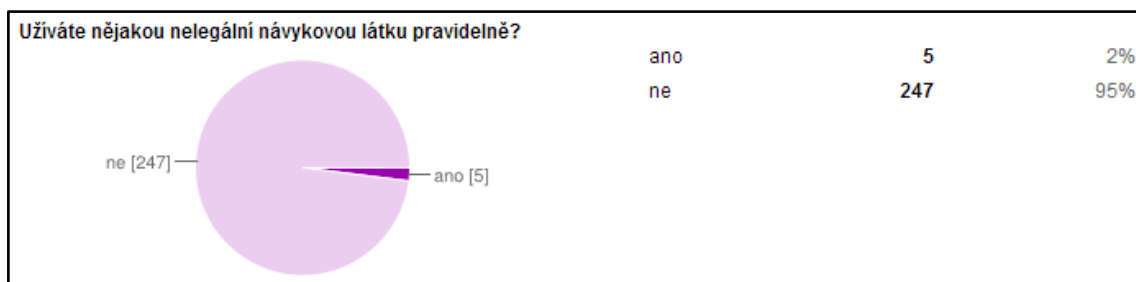 Užíváte nějakou nelegální návykovou látku pravidelně?
ano 5 2%
ne 247 95%
ne [247]
ano [5]